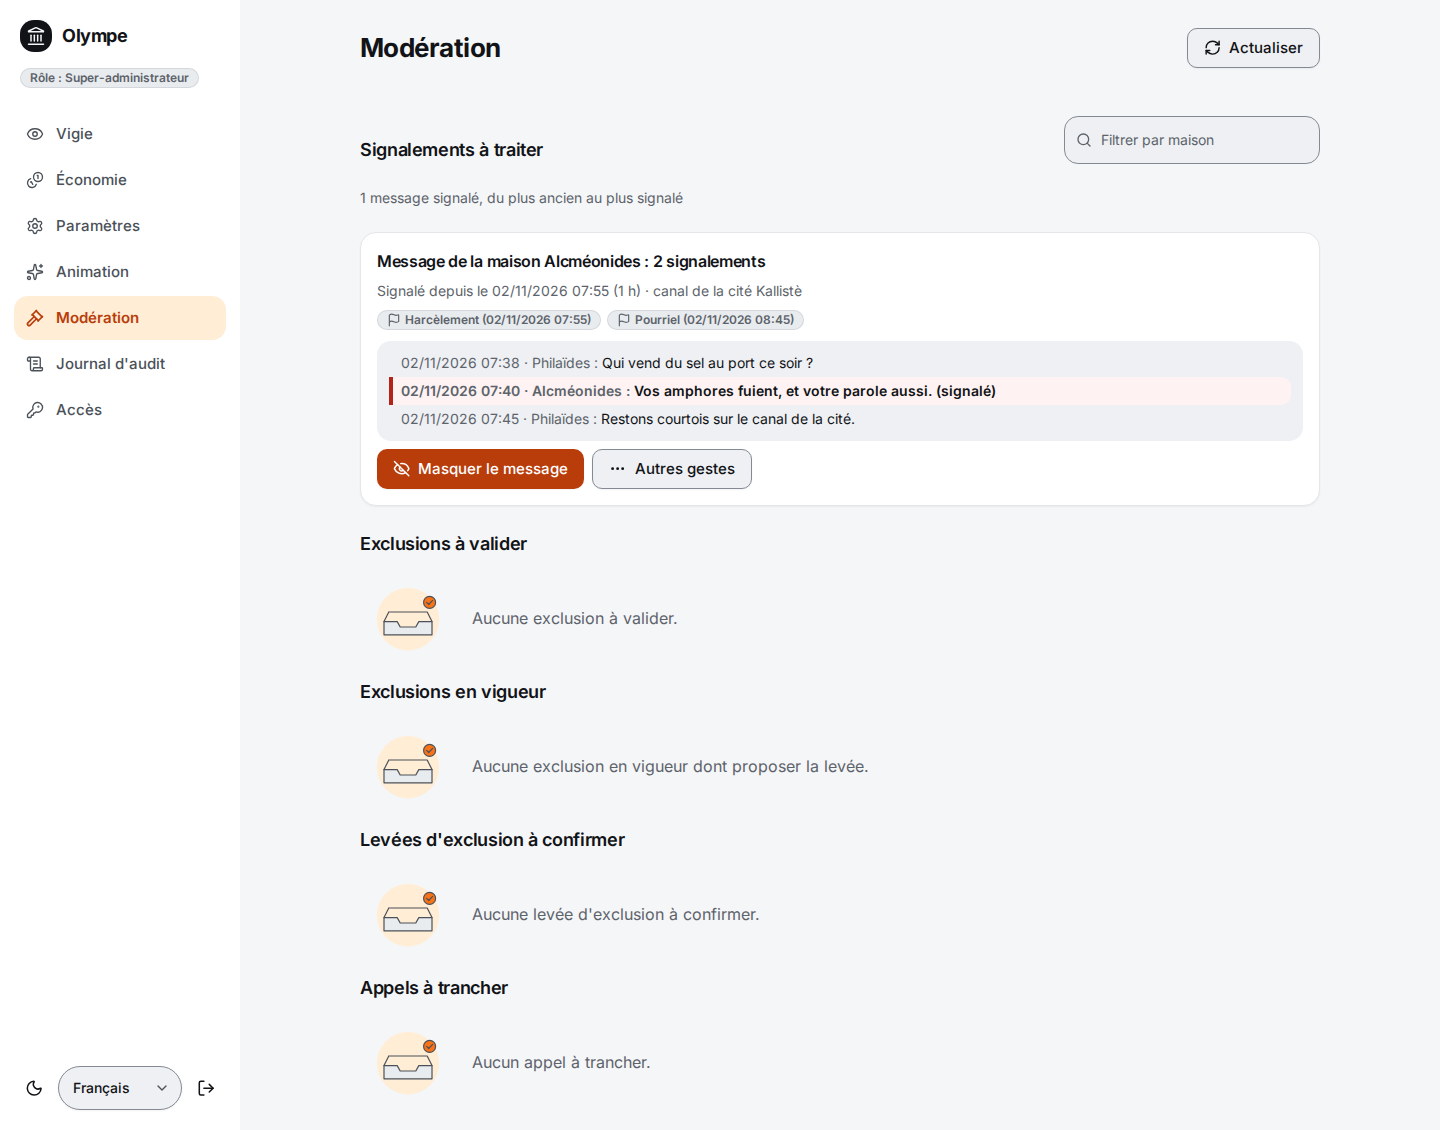 Olympe
Rôle : Super-administrateur
Vigie
Économie
Paramètres
Animation
Modération
Journal d'audit
Accès
Français
Modération
Actualiser
Signalements à traiter
Filtrer par maison
1 message signalé, du plus ancien au plus signalé
Message de la maison Alcméonides : 2 signalements
Signalé depuis le 02/11/2026 07:55 (1 h) · canal de la cité Kallistè
Harcèlement (02/11/2026 07:55) Pourriel (02/11/2026 08:45)
02/11/2026 07:38 · Philaïdes : Qui vend du sel au port ce soir ?
02/11/2026 07:40 · Alcméonides : Vos amphores fuient, et votre parole aussi. (signalé)
02/11/2026 07:45 · Philaïdes : Restons courtois sur le canal de la cité.
Masquer le message Autres gestes
Exclusions à valider
Aucune exclusion à valider.
Exclusions en vigueur
Aucune exclusion en vigueur dont proposer la levée.
Levées d'exclusion à confirmer
Aucune levée d'exclusion à confirmer.
Appels à trancher
Aucun appel à trancher.